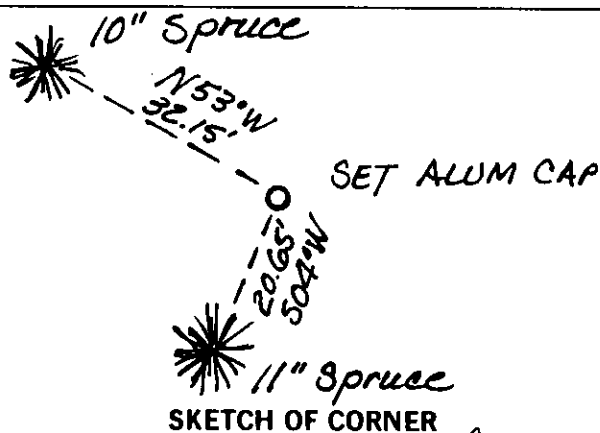 10" Spruce
N53°W
32.15'
SET ALUM CAP
20.65'
S04°W
11" Spruce
SKETCH OF CORNER